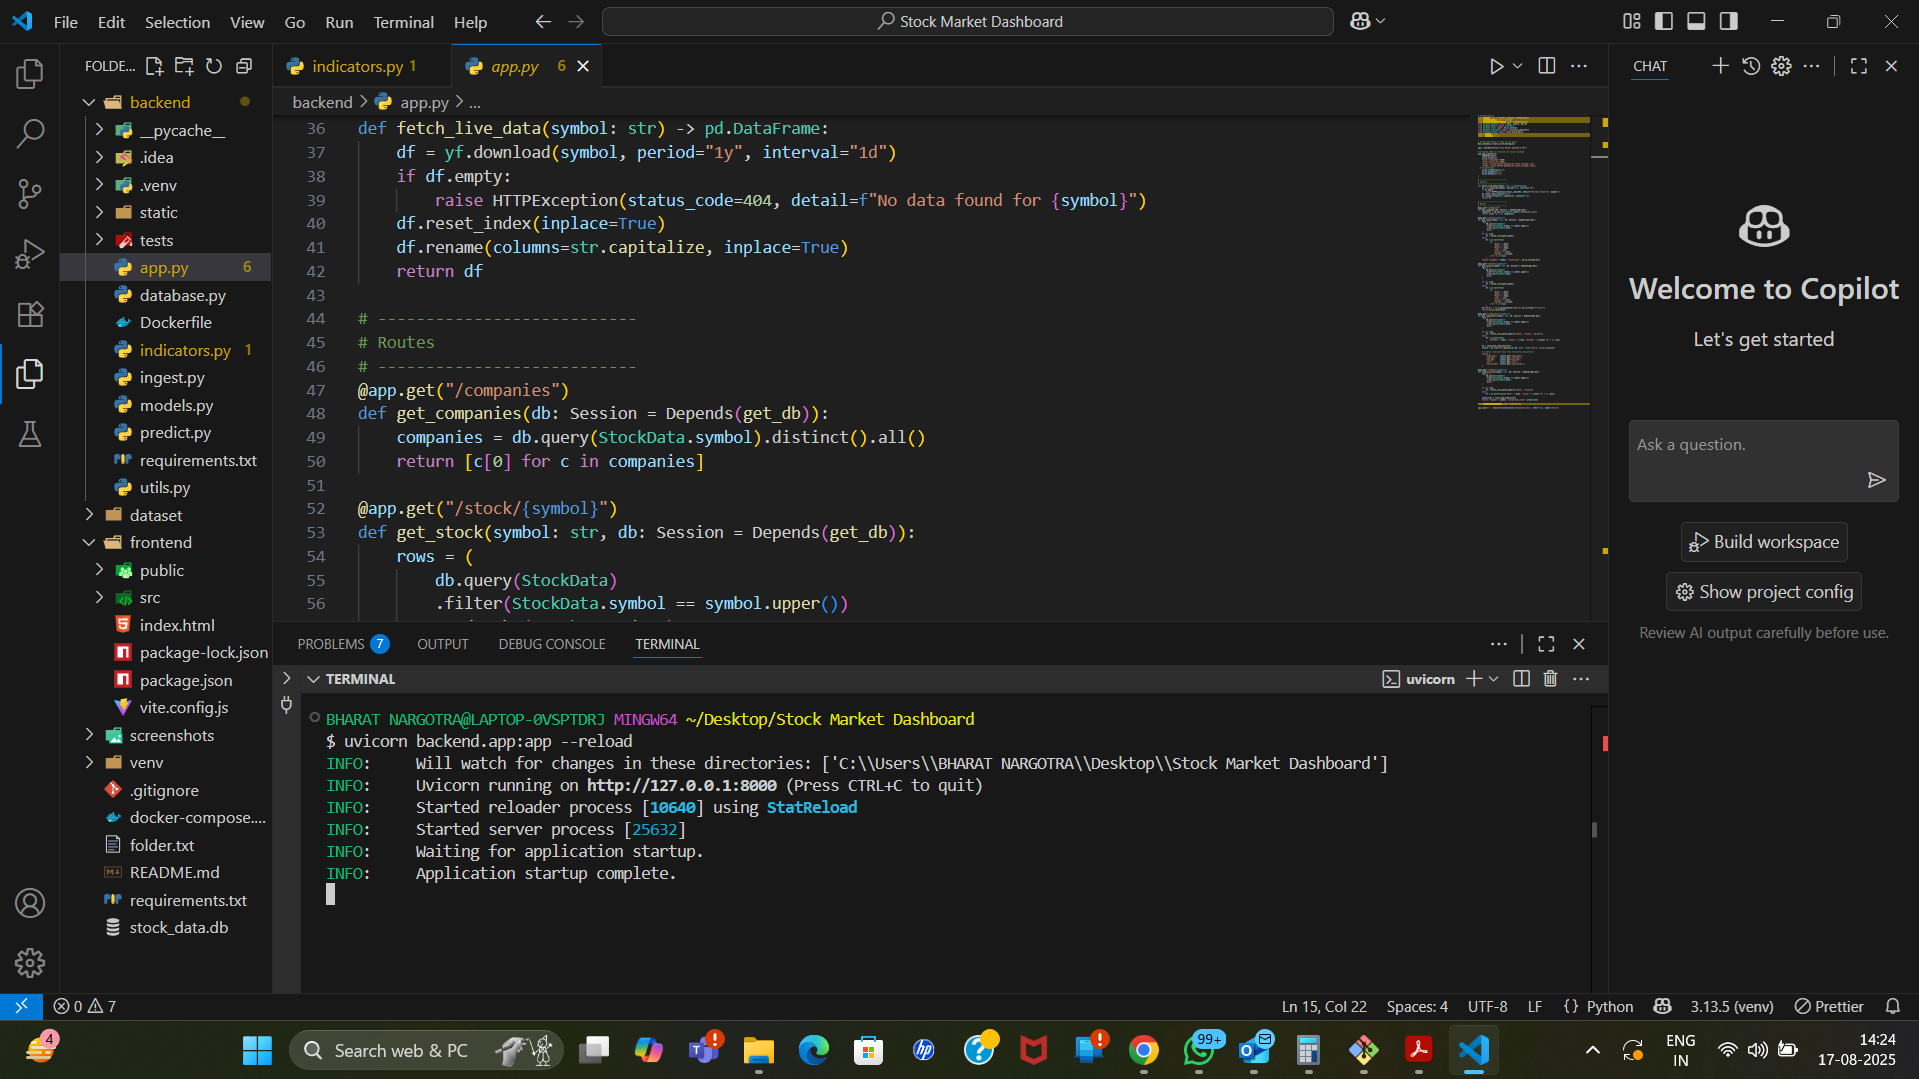 File Edit Selection View Go Run Terminal Help
Stock Market Dashboard
FOLDE...
backend
__pycache__
.idea
.venv
static
tests
app.py 6
database.py
Dockerfile
indicators.py 1
ingest.py
models.py
predict.py
requirements.txt
utils.py
dataset
frontend
public
src
index.html
package-lock.json
package.json
vite.config.js
screenshots
venv
.gitignore
docker-compose....
folder.txt
README.md
requirements.txt
stock_data.db
indicators.py 1
app.py 6
backend > app.py > ...
36 def fetch_live_data(symbol: str) -> pd.DataFrame:
37 df = yf.download(symbol, period="1y", interval="1d")
38 if df.empty:
39 raise HTTPException(status_code=404, detail=f"No data found for {symbol}")
40 df.reset_index(inplace=True)
41 df.rename(columns=str.capitalize, inplace=True)
42 return df
43
44 # ---------------------------
45 # Routes
46 # ---------------------------
47 @app.get("/companies")
48 def get_companies(db: Session = Depends(get_db)):
49 companies = db.query(StockData.symbol).distinct().all()
50 return [c[0] for c in companies]
51
52 @app.get("/stock/{symbol}")
53 def get_stock(symbol: str, db: Session = Depends(get_db)):
54 rows = (
55 db.query(StockData)
56 .filter(StockData.symbol == symbol.upper())
PROBLEMS 7 OUTPUT DEBUG CONSOLE TERMINAL
TERMINAL
uvicorn
BHARAT NARGOTRA@LAPTOP-0VSPTDRJ MINGW64 ~/Desktop/Stock Market Dashboard
$ uvicorn backend.app:app --reload
INFO: Will watch for changes in these directories: ['C:\\Users\\BHARAT NARGOTRA\\Desktop\\Stock Market Dashboard']
INFO: Uvicorn running on http://127.0.0.1:8000 (Press CTRL+C to quit)
INFO: Started reloader process [10640] using StatReload
INFO: Started server process [25632]
INFO: Waiting for application startup.
INFO: Application startup complete.
CHAT
Welcome to Copilot
Let's get started
Ask a question.
Build workspace
Show project config
Review AI output carefully before use.
0 7
Ln 15, Col 22 Spaces: 4 UTF-8 LF {} Python 3.13.5 (venv) Prettier
4
Search web & PC
99+
ENG
IN
14:24
17-08-2025